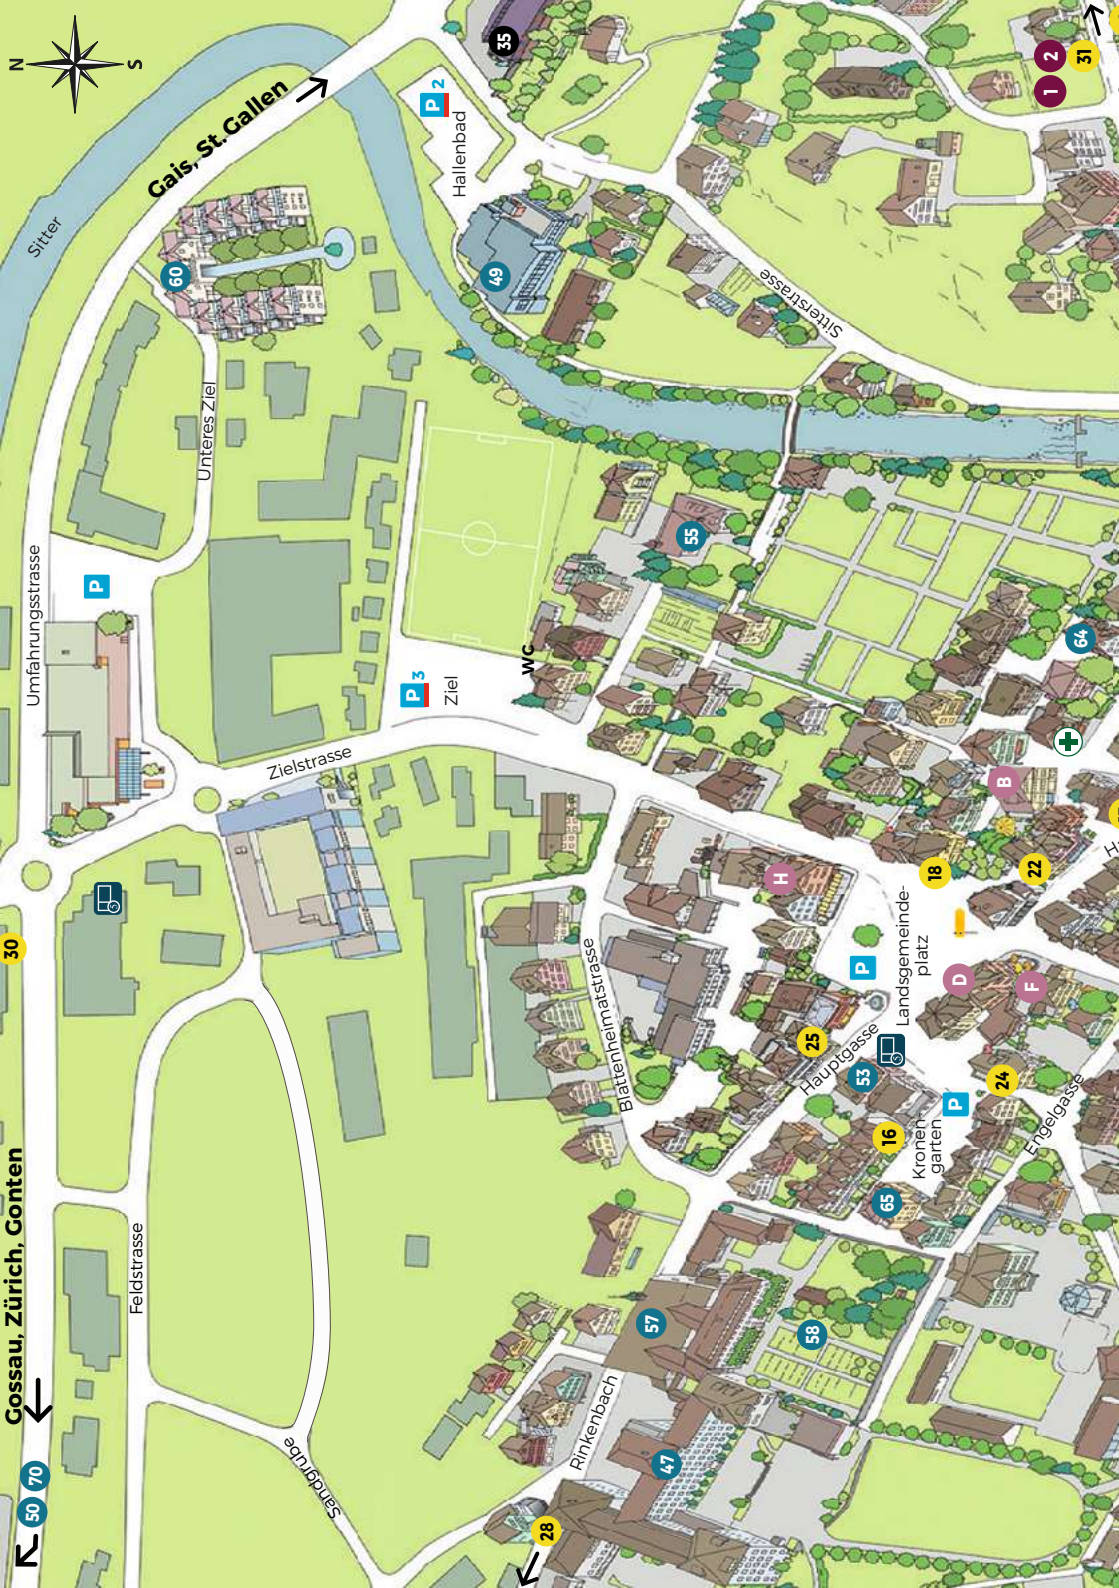 N
S
Sitter
Gais, St. Gallen
35
P 2
Hallenbad
2
1
31
60
49
Sitterstrasse
Unteres Ziel
Umfahrungsstrasse
P
55
WC
P 3
Ziel
64
Zielstrasse
B
H
18
22
30
S
Blattenheimatstrasse
P
Landsgemeinde-
platz
D
F
25
Hauptgasse
S
53
24
P
16
Kronen-
garten
Engelgasse
65
Gossau, Zürich, Gonten
Feldstrasse
57
58
Rinkenbach
47
Sandgrube
50
70
28